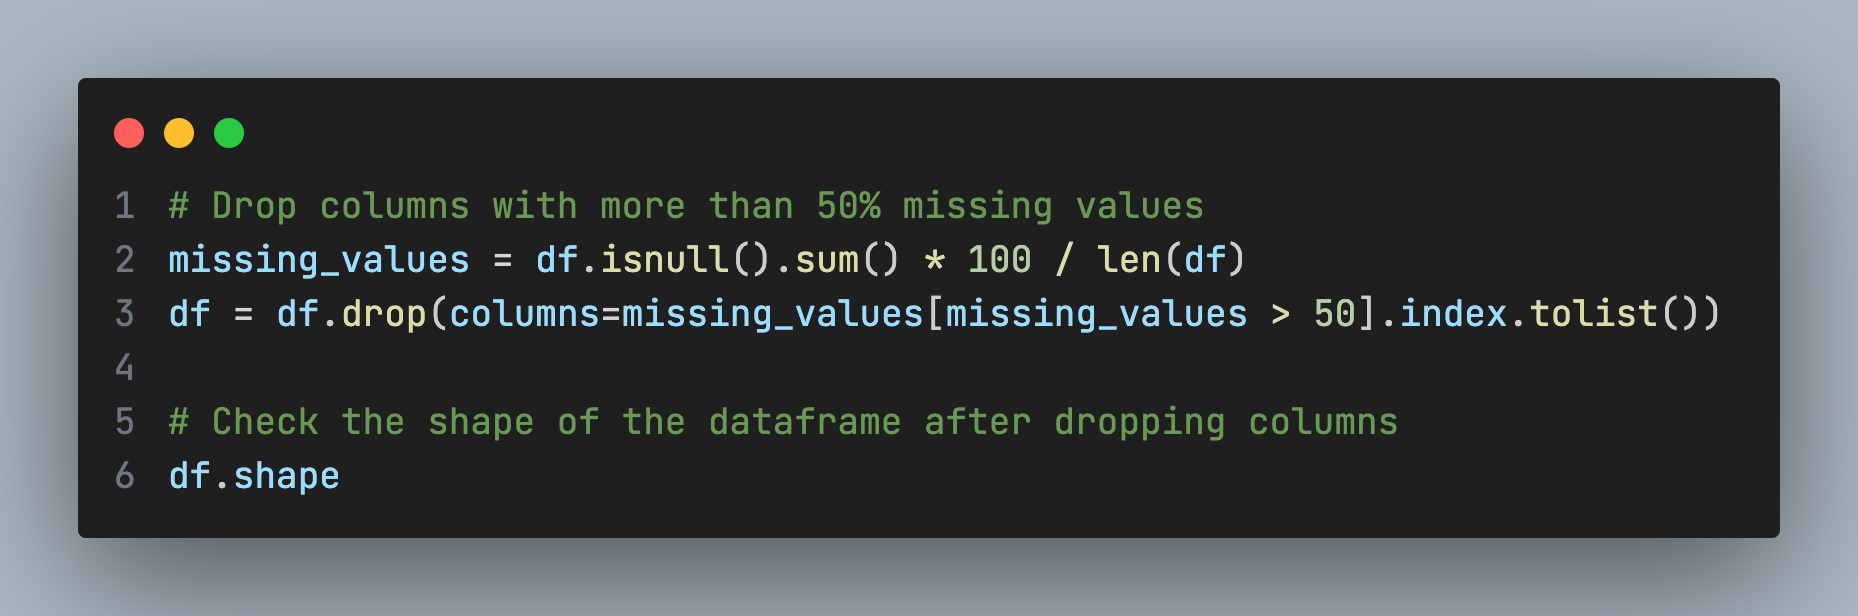 1 # Drop columns with more than 50% missing values
2 missing_values = df.isnull().sum() * 100 / len(df)
3 df = df.drop(columns=missing_values[missing_values > 50].index.tolist())
4
5 # Check the shape of the dataframe after dropping columns
6 df.shape